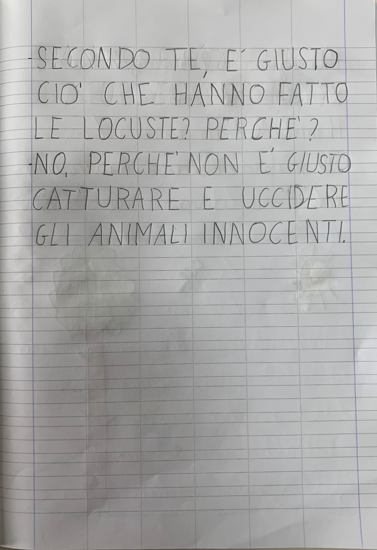 -SECONDO TE, E' GIUSTO
CIO' CHE HANNO FATTO
LE LOCUSTE? PERCHE'?
-NO, PERCHE' NON E' GIUSTO
CATTURARE E UCCIDERE
GLI ANIMALI INNOCENTI.